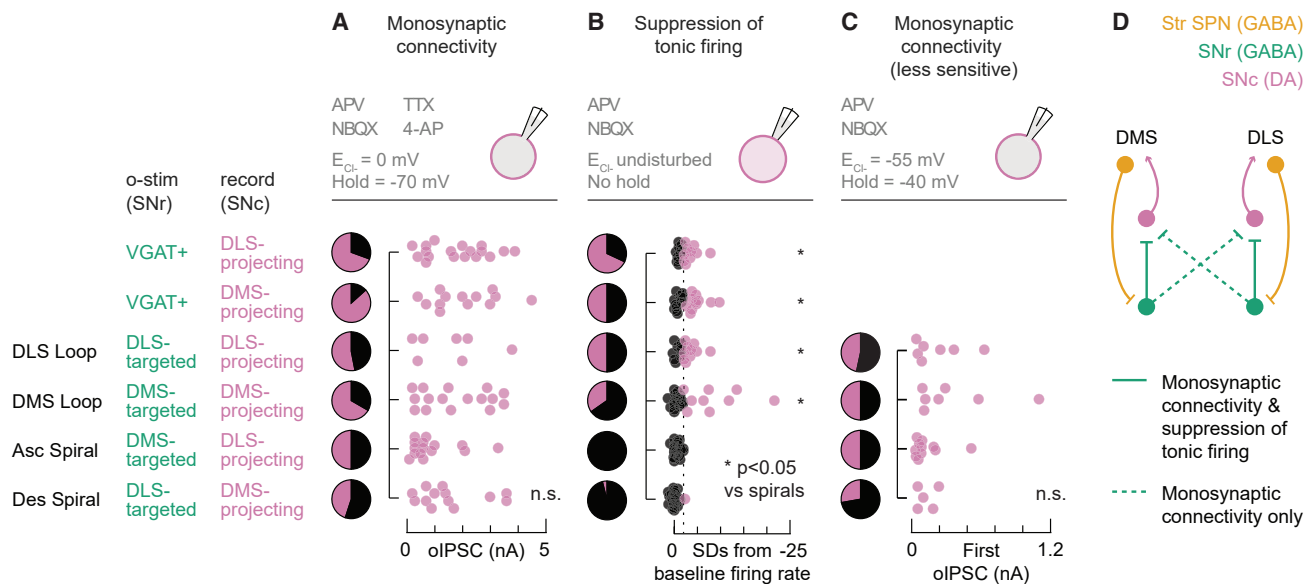 A Monosynaptic
connectivity
APV TTX
NBQX 4-AP
ECl- = 0 mV
Hold = -70 mV
B Suppression of
tonic firing
APV
NBQX
ECl- undisturbed
No hold
C Monosynaptic
connectivity
(less sensitive)
APV
NBQX
ECl- = -55 mV
Hold = -40 mV
D Str SPN (GABA)
SNr (GABA)
SNc (DA)
DMS DLS
o-stim
(SNr)
record
(SNc)
VGAT+
DLS-
projecting
*
VGAT+
DMS-
projecting
*
DLS Loop
DLS-
targeted
DLS-
projecting
*
DMS Loop
DMS-
targeted
DMS-
projecting
*
Asc Spiral
DMS-
targeted
DLS-
projecting
Des Spiral
DLS-
targeted
DMS-
projecting
n.s.
* p<0.05
vs spirals
n.s.
0 5
oIPSC (nA)
0 -25
SDs from
baseline firing rate
0 1.2
First
oIPSC (nA)
Monosynaptic
connectivity &
suppression of
tonic firing
Monosynaptic
connectivity only